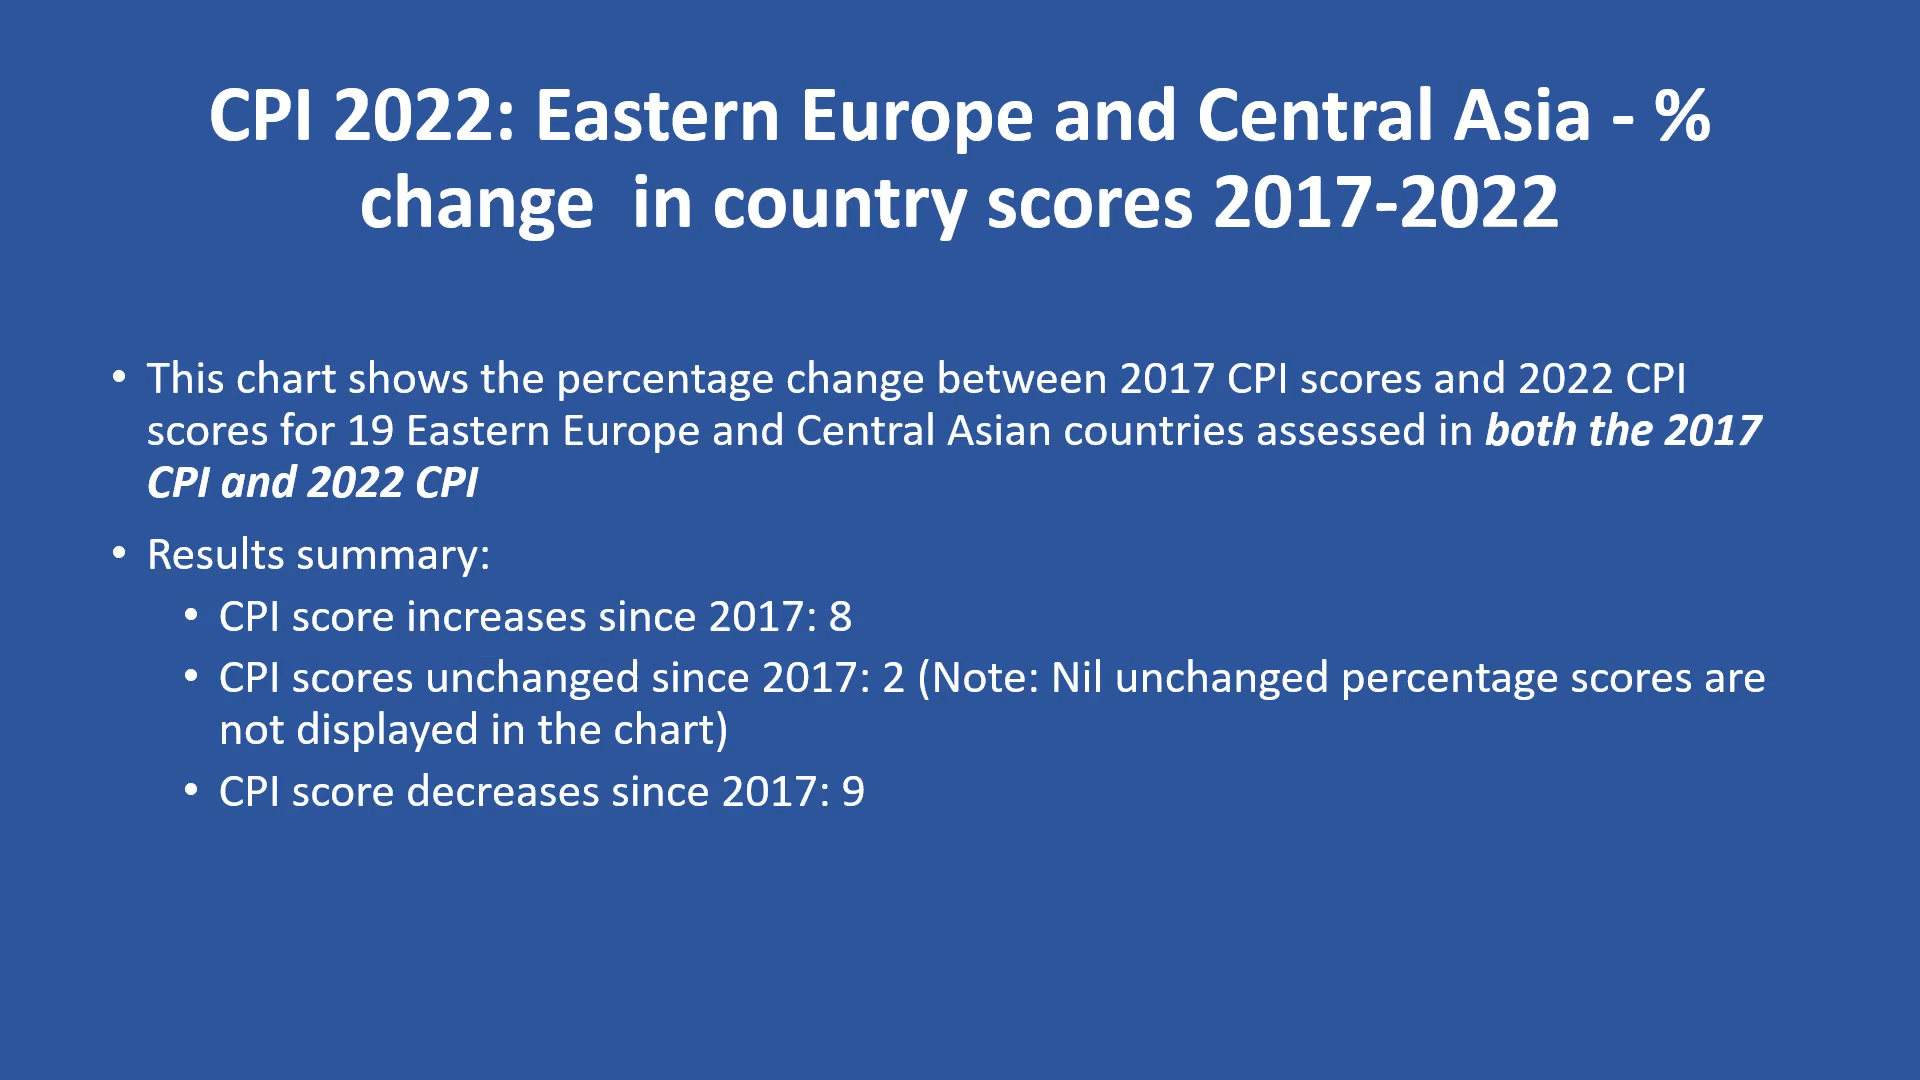 CPI 2022: Eastern Europe and Central Asia - %
change  in country scores 2017-2022
• This chart shows the percentage change between 2017 CPI scores and 2022 CPI
scores for 19 Eastern Europe and Central Asian countries assessed in both the 2017
CPI and 2022 CPI
• Results summary:
• CPI score increases since 2017: 8
• CPI scores unchanged since 2017: 2 (Note: Nil unchanged percentage scores are
not displayed in the chart)
• CPI score decreases since 2017: 9